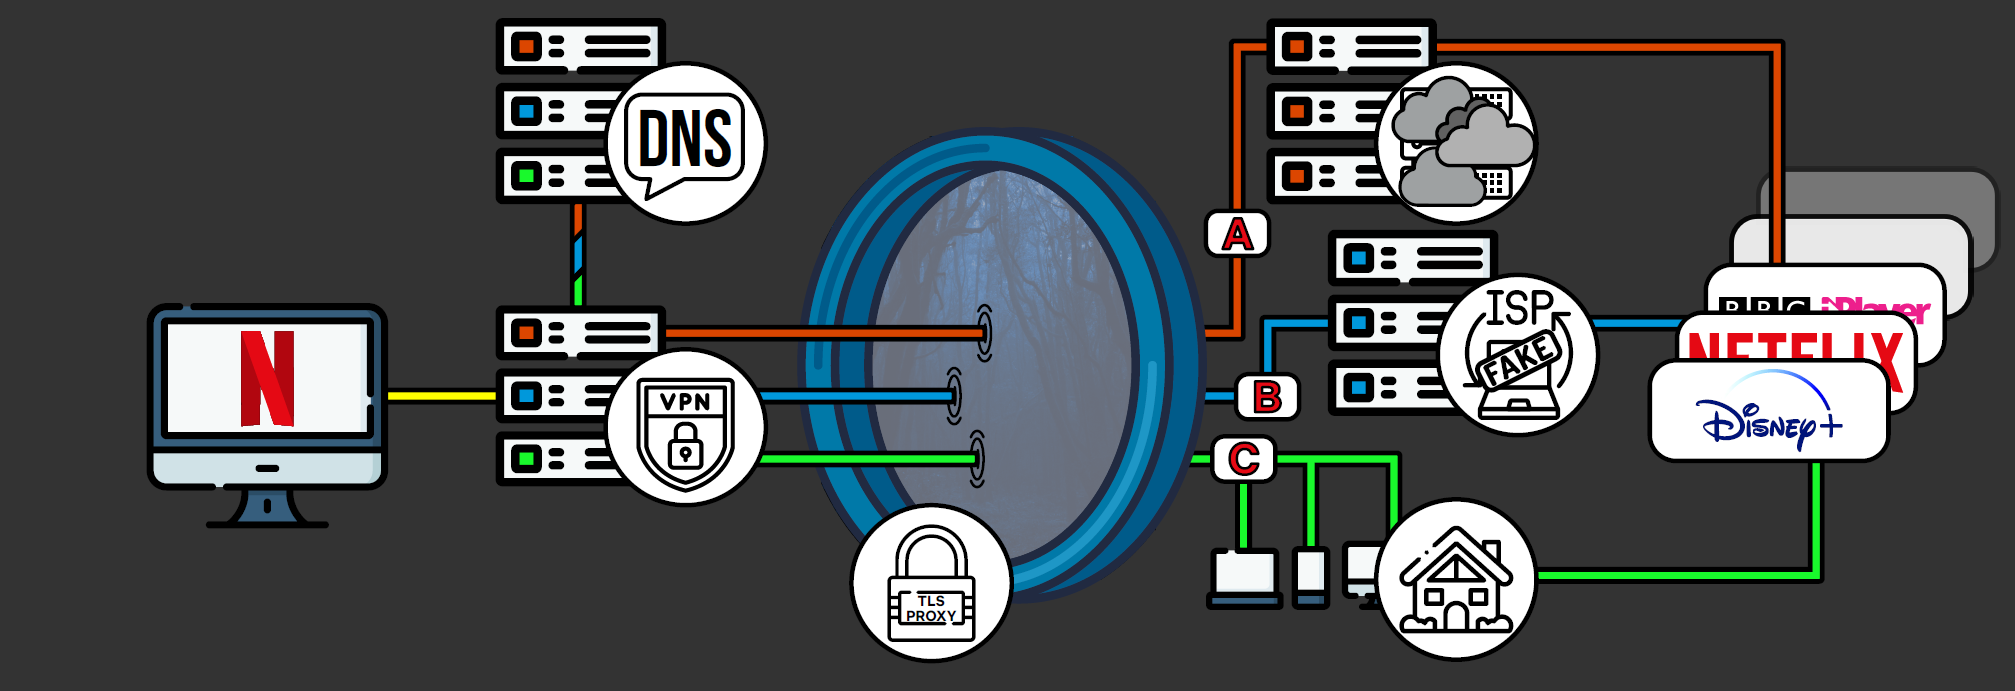 DNS
N
VPN
TLS
PROXY
A
B
C
ISP
FAKE
BBC iPlayer
NETFLIX
Disney+